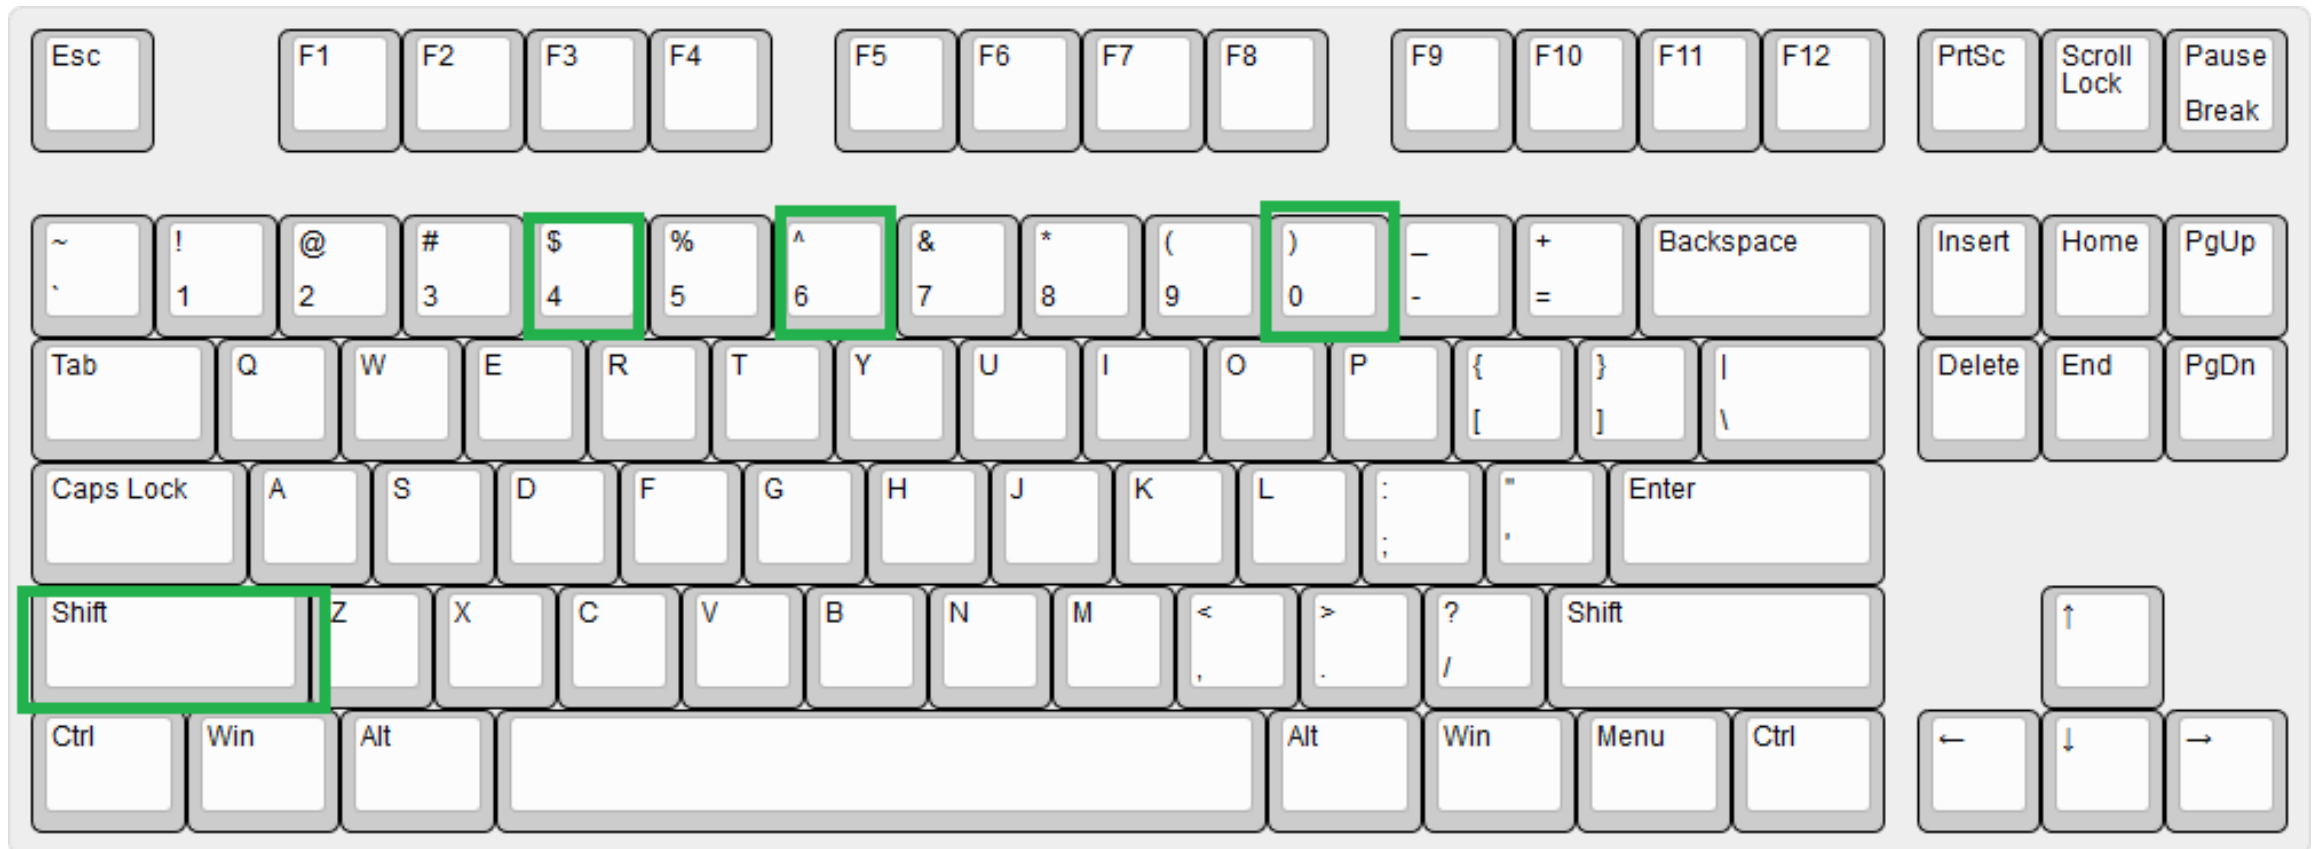 Esc F1 F2 F3 F4 F5 F6 F7 F8 F9 F10 F11 F12 PrtSc Scroll Lock Pause Break
~ ` ! 1 @ 2 # 3 $ 4 % 5 ^ 6 & 7 * 8 ( 9 ) 0 _ - + = Backspace Insert Home PgUp
Tab Q W E R T Y U I O P { [ } ] | \ Delete End PgDn
Caps Lock A S D F G H J K L : ; " ' Enter
Shift Z X C V B N M < , > . ? / Shift ↑
Ctrl Win Alt Alt Win Menu Ctrl ← ↓ →